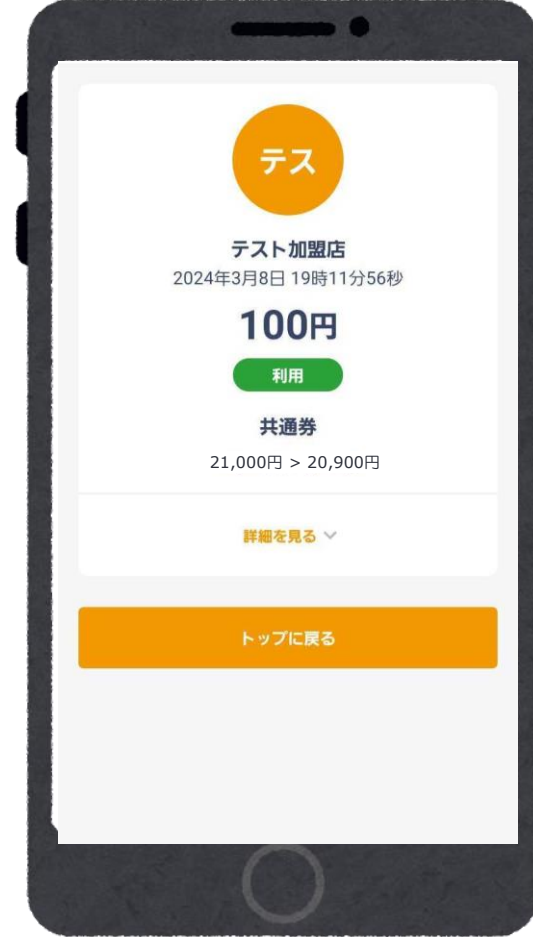 テス
テスト加盟店
2024年3月8日 19時11分56秒
100円
利用
共通券
21,000円 > 20,900円
詳細を見る
トップに戻る